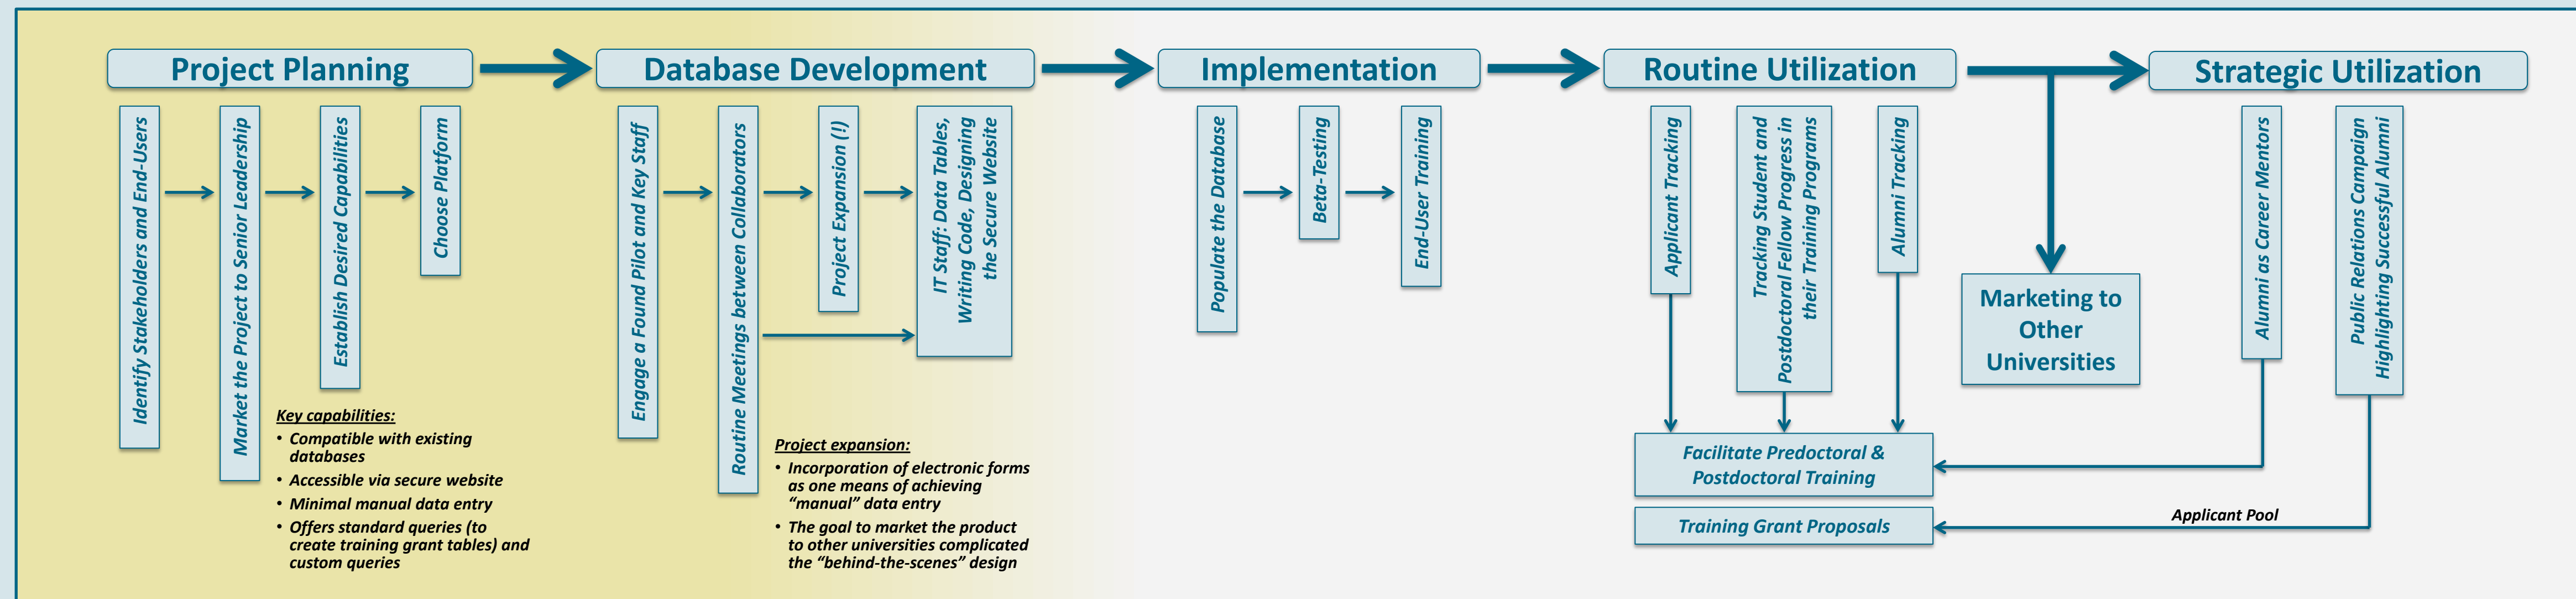 Project Planning
Identify Stakeholders and End-Users
Market the Project to Senior Leadership
Establish Desired Capabilities
Choose Platform
Key capabilities:
• Compatible with existing
databases
• Accessible via secure website
• Minimal manual data entry
• Offers standard queries (to
create training grant tables) and
custom queries
Database Development
Engage a Found Pilot and Key Staff
Routine Meetings between Collaborators
Project Expansion (!)
IT Staff: Data Tables,
Writing Code, Designing
the Secure Website
Project expansion:
• Incorporation of electronic forms
as one means of achieving
“manual” data entry
• The goal to market the product
to other universities complicated
the “behind-the-scenes” design
Implementation
Populate the Database
Beta-Testing
End-User Training
Routine Utilization
Applicant Tracking
Tracking Student and
Postdoctoral Fellow Progress in
their Training Programs
Alumni Tracking
Facilitate Predoctoral &
Postdoctoral Training
Training Grant Proposals
Marketing to
Other
Universities
Strategic Utilization
Alumni as Career Mentors
Public Relations Campaign
Highlighting Successful Alumni
Applicant Pool